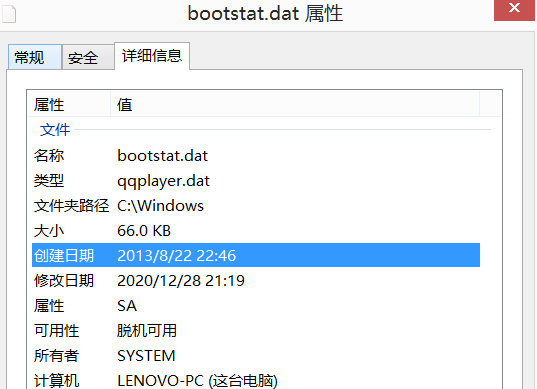 bootstat.dat 属性
常规 安全 详细信息
属性 值
文件
名称 bootstat.dat
类型 qqplayer.dat
文件夹路径 C:\Windows
大小 66.0 KB
创建日期 2013/8/22 22:46
修改日期 2020/12/28 21:19
属性 SA
可用性 脱机可用
所有者 SYSTEM
计算机 LENOVO-PC (这台电脑)